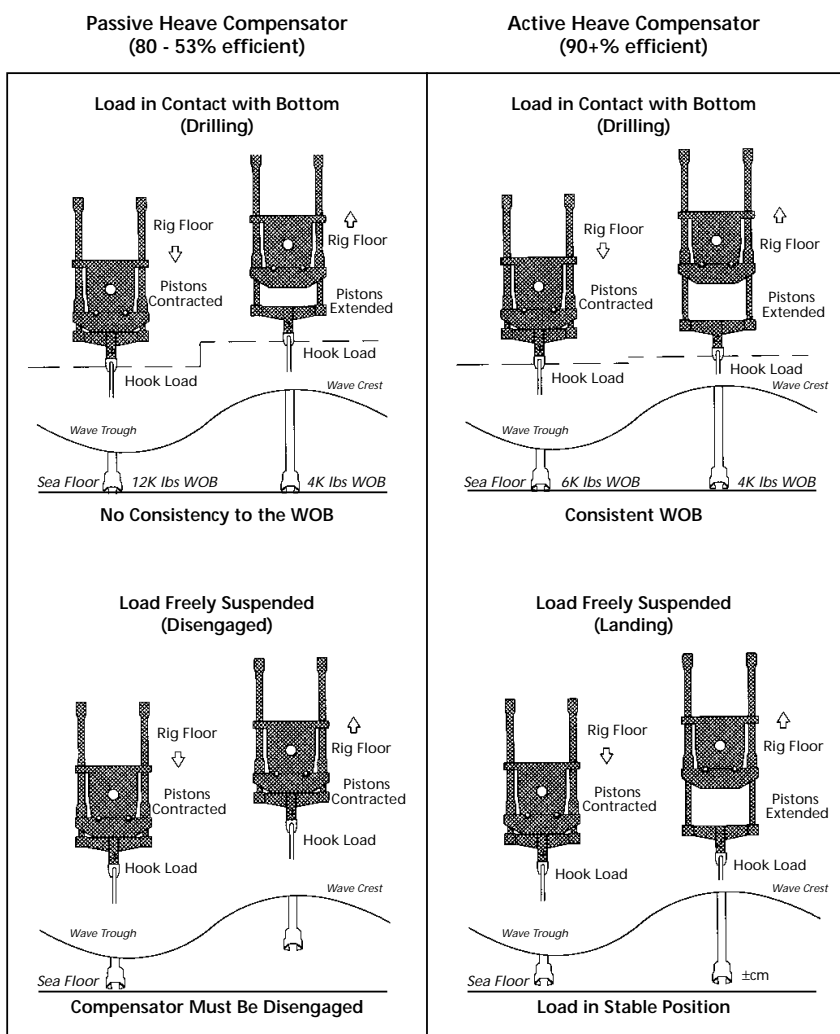 Passive Heave Compensator
(80 - 53% efficient)
Active Heave Compensator
(90+% efficient)
Load in Contact with Bottom
(Drilling)
Rig Floor
Rig Floor
Pistons
Contracted
Pistons
Extended
Hook Load
Hook Load
Wave Crest
Wave Trough
Sea Floor
12K lbs WOB
4K lbs WOB
No Consistency to the WOB
Load in Contact with Bottom
(Drilling)
Rig Floor
Rig Floor
Pistons
Contracted
Pistons
Extended
Hook Load
Hook Load
Wave Crest
Wave Trough
Sea Floor
6K lbs WOB
4K lbs WOB
Consistent WOB
Load Freely Suspended
(Disengaged)
Rig Floor
Rig Floor
Pistons
Contracted
Pistons
Contracted
Hook Load
Hook Load
Wave Crest
Wave Trough
Sea Floor
Compensator Must Be Disengaged
Load Freely Suspended
(Landing)
Rig Floor
Rig Floor
Pistons
Contracted
Pistons
Extended
Hook Load
Hook Load
Wave Crest
Wave Trough
Sea Floor
±cm
Load in Stable Position